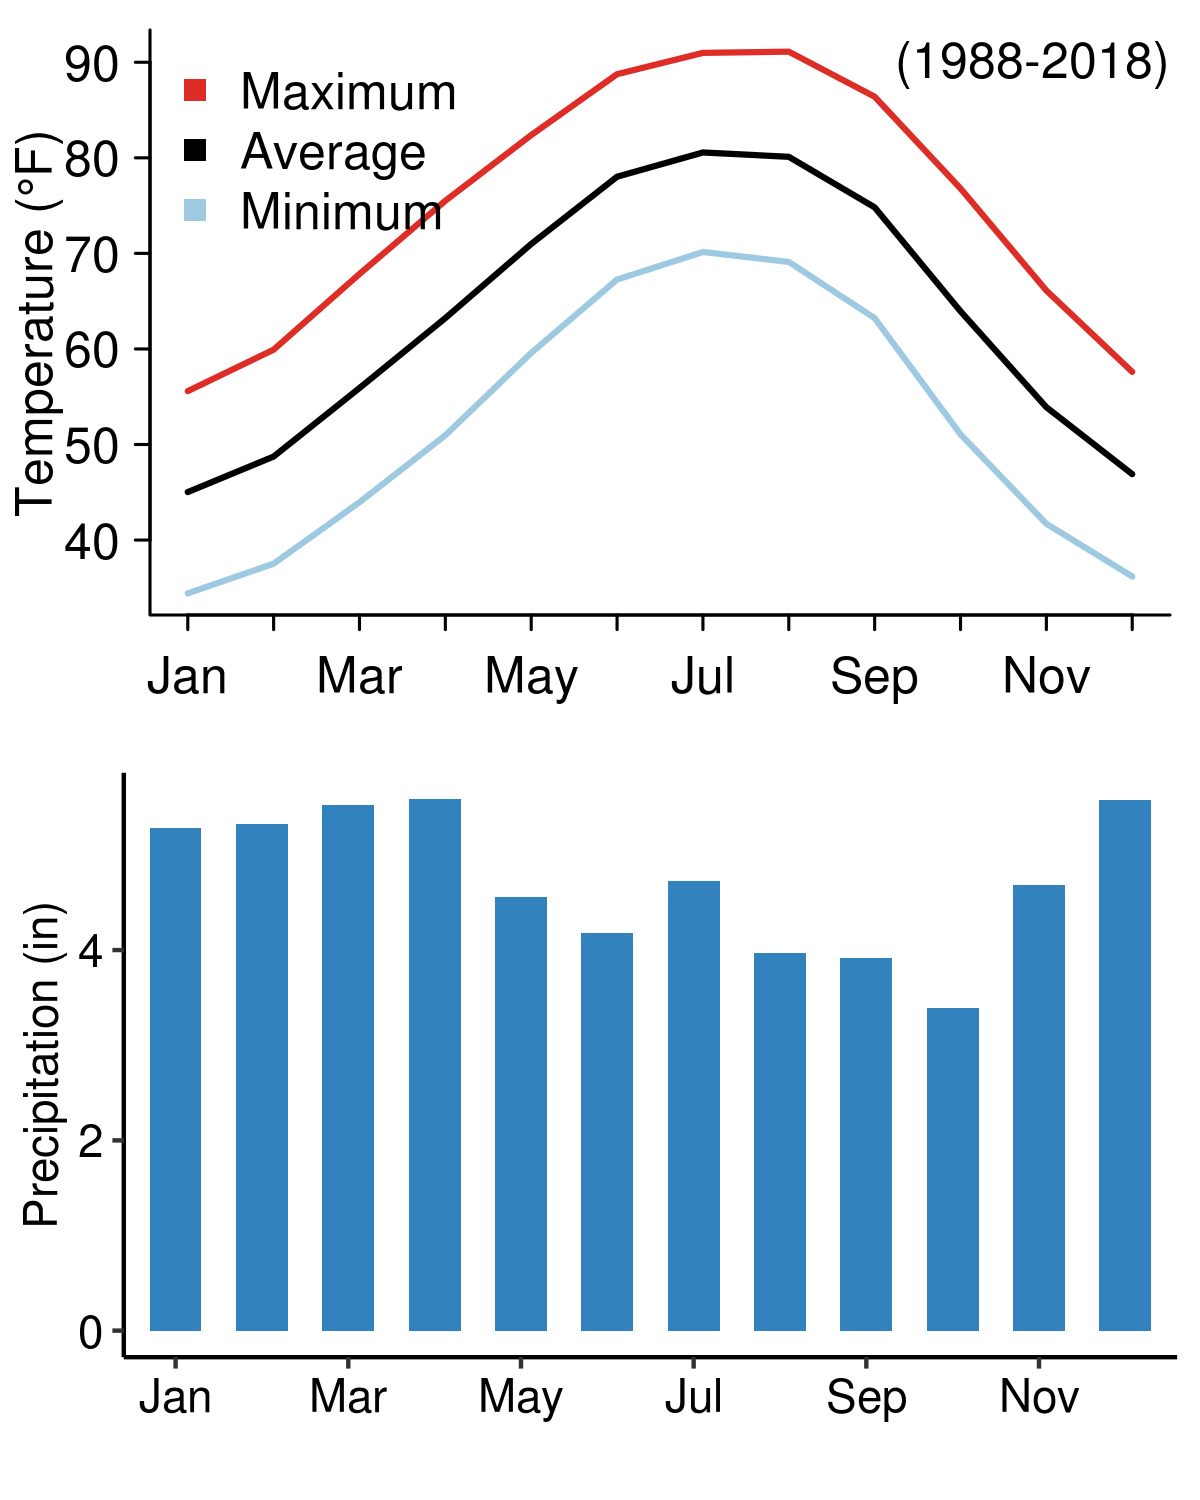 (1988-2018)
Maximum
Average
Minimum
Temperature (°F)
90
80
70
60
50
40
Jan Mar May Jul Sep Nov
Precipitation (in)
4
2
0
Jan Mar May Jul Sep Nov